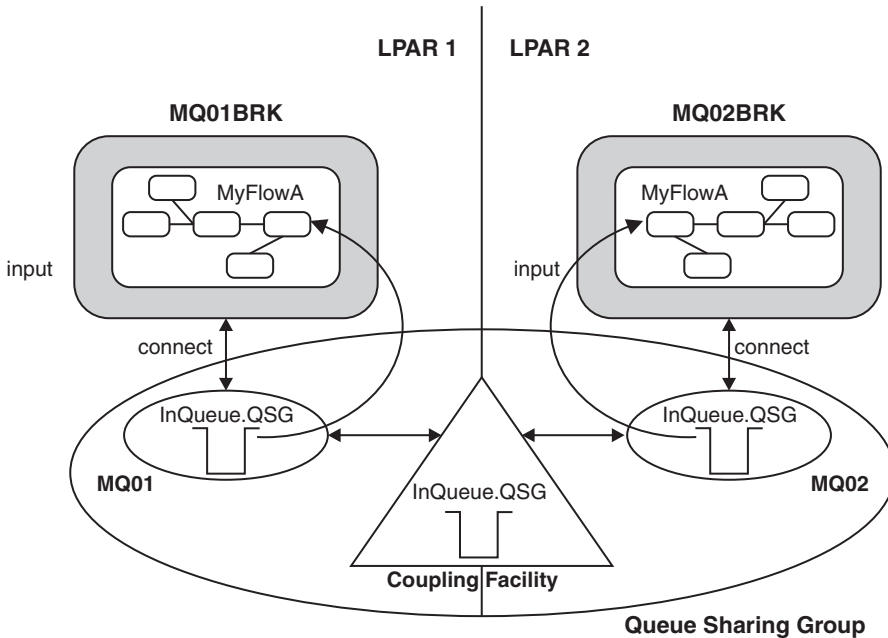 LPAR 1
LPAR 2
MQ01BRK
MQ02BRK
MyFlowA
MyFlowA
input
input
connect
connect
InQueue.QSG
InQueue.QSG
MQ01
MQ02
InQueue.QSG
Coupling Facility
Queue Sharing Group